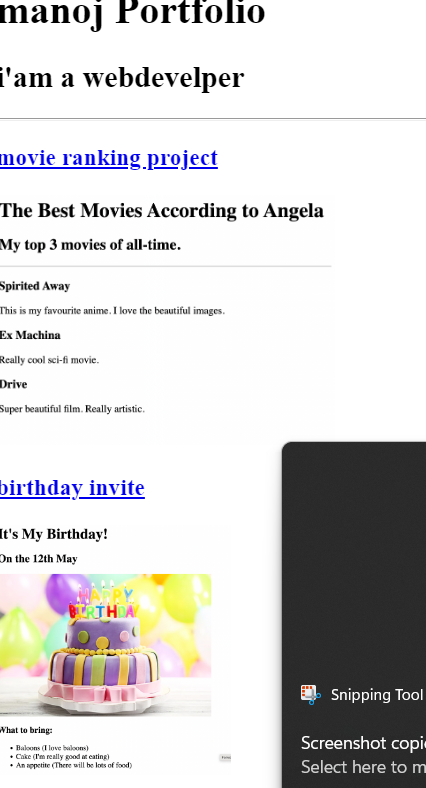 manoj Portfolio
i'am a webdevelper
movie ranking project
The Best Movies According to Angela
My top 3 movies of all-time.
Spirited Away
This is my favourite anime. I love the beautiful images.
Ex Machina
Really cool sci-fi movie.
Drive
Super beautiful film. Really artistic.
birthday invite
It's My Birthday!
On the 12th May
HAPPY
BIRTHDAY
What to bring:
Baloons (I love baloons)
Cake (I'm really good at eating)
An appetite (There will be lots of food)
Snipping Tool
Screenshot copie
Select here to m